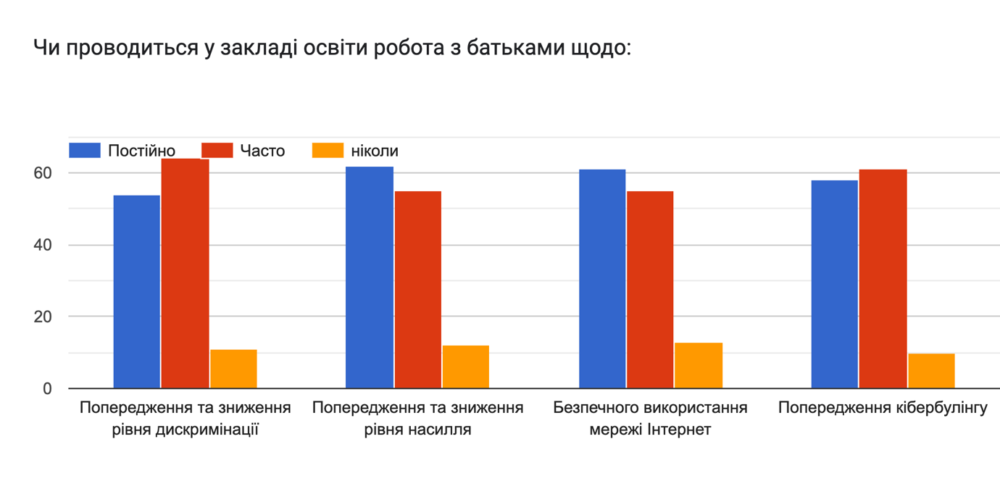 Чи проводиться у закладі освіти робота з батьками щодо:
Постійно Часто ніколи
60
40
20
0
Попередження та зниження рівня дискримінації
Попередження та зниження рівня насилля
Безпечного використання мережі Інтернет
Попередження кібербулінгу